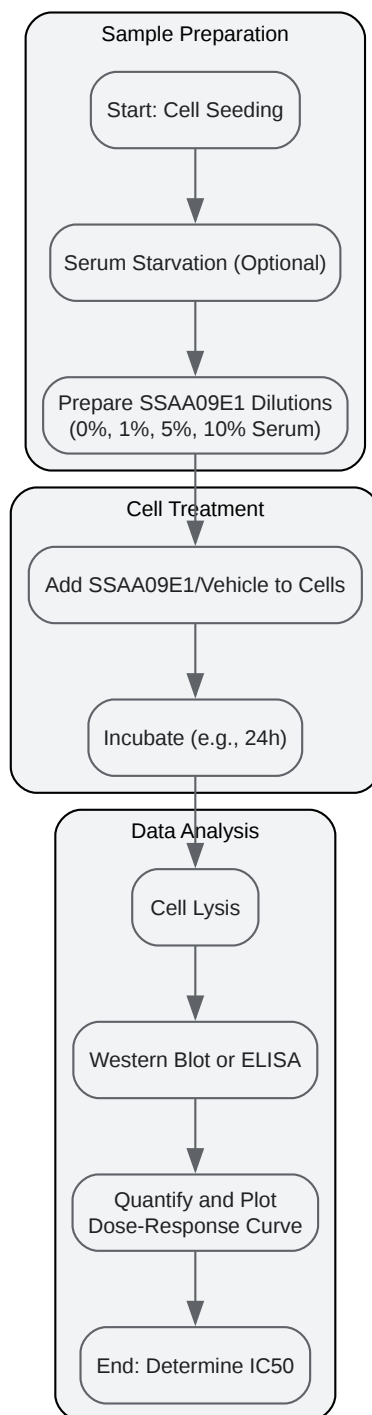 Sample Preparation
Start: Cell Seeding
Serum Starvation (Optional)
Prepare SSAA09E1 Dilutions
(0%, 1%, 5%, 10% Serum)
Cell Treatment
Add SSAA09E1/Vehicle to Cells
Incubate (e.g., 24h)
Data Analysis
Cell Lysis
Western Blot or ELISA
Quantify and Plot
Dose-Response Curve
End: Determine IC50